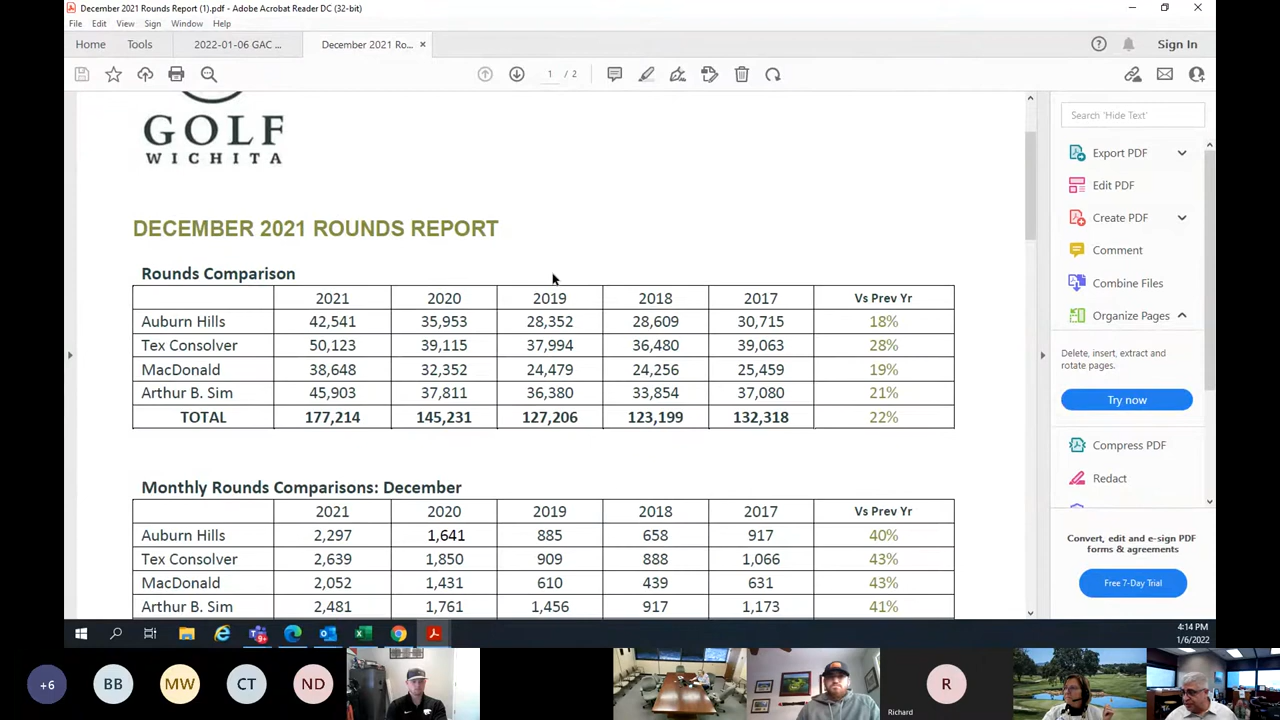 December 2021 Rounds Report (1).pdf - Adobe Acrobat Reader DC (32-bit)
File Edit View Sign Window Help
Home Tools 2022-01-06 GAC ... December 2021 Ro... × Sign In
1 / 2
GOLF
WICHITA
DECEMBER 2021 ROUNDS REPORT
Rounds Comparison
2021 2020 2019 2018 2017 Vs Prev Yr
Auburn Hills 42,541 35,953 28,352 28,609 30,715 18%
Tex Consolver 50,123 39,115 37,994 36,480 39,063 28%
MacDonald 38,648 32,352 24,479 24,256 25,459 19%
Arthur B. Sim 45,903 37,811 36,380 33,854 37,080 21%
TOTAL 177,214 145,231 127,206 123,199 132,318 22%
Monthly Rounds Comparisons: December
2021 2020 2019 2018 2017 Vs Prev Yr
Auburn Hills 2,297 1,641 885 658 917 40%
Tex Consolver 2,639 1,850 909 888 1,066 43%
MacDonald 2,052 1,431 610 439 631 43%
Arthur B. Sim 2,481 1,761 1,456 917 1,173 41%
Search 'Hide Text'
Export PDF
Edit PDF
Create PDF
Comment
Combine Files
Organize Pages
Delete, insert, extract and
rotate pages.
Try now
Compress PDF
Redact
Convert, edit and e-sign PDF
forms & agreements
Free 7-Day Trial
4:14 PM
1/6/2022
+6 BB MW CT ND R
Richard